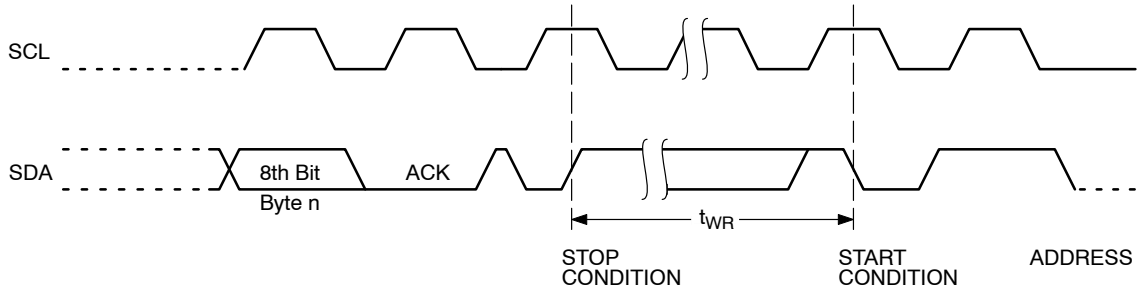 SCL
SDA
8th Bit
Byte n
ACK
tWR
STOP
CONDITION
START
CONDITION
ADDRESS